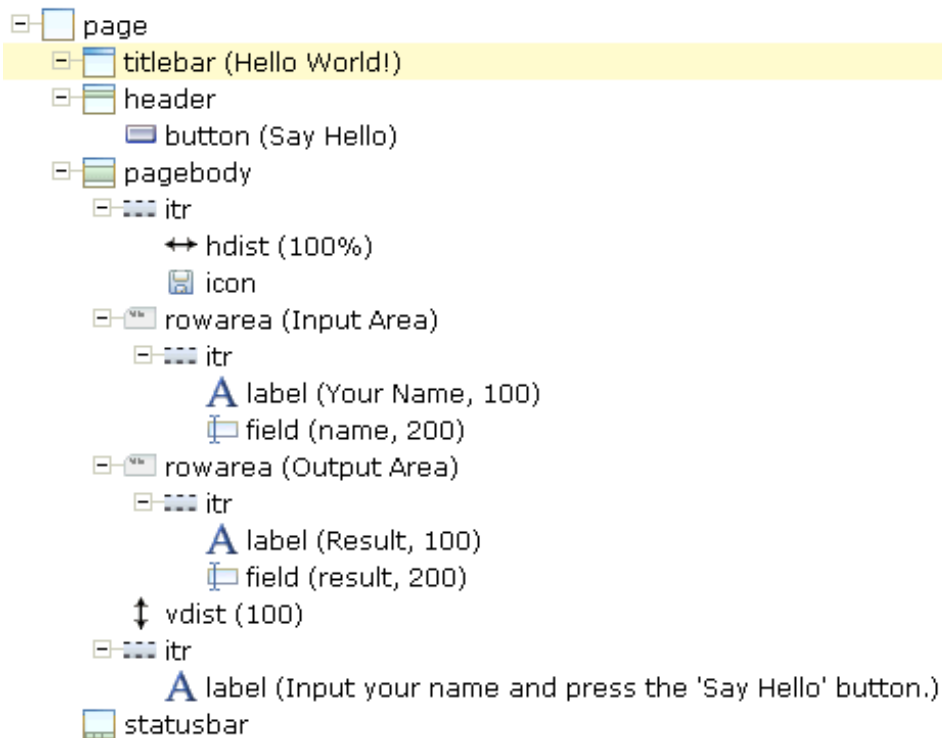 page
titlebar (Hello World!)
header
button (Say Hello)
pagebody
itr
hdist (100%)
icon
rowarea (Input Area)
itr
label (Your Name, 100)
field (name, 200)
rowarea (Output Area)
itr
label (Result, 100)
field (result, 200)
vdist (100)
itr
label (Input your name and press the 'Say Hello' button.)
statusbar